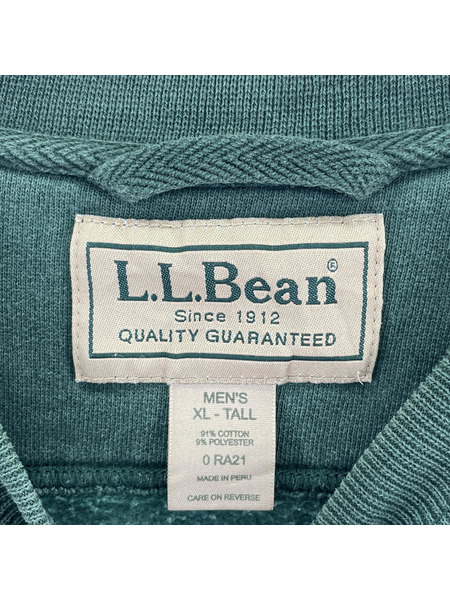 L.L.Bean®
Since 1912
QUALITY GUARANTEED
MEN'S
XL - TALL
91% COTTON
9% POLYESTER
0 RA21
MADE IN PERU
CARE ON REVERSE